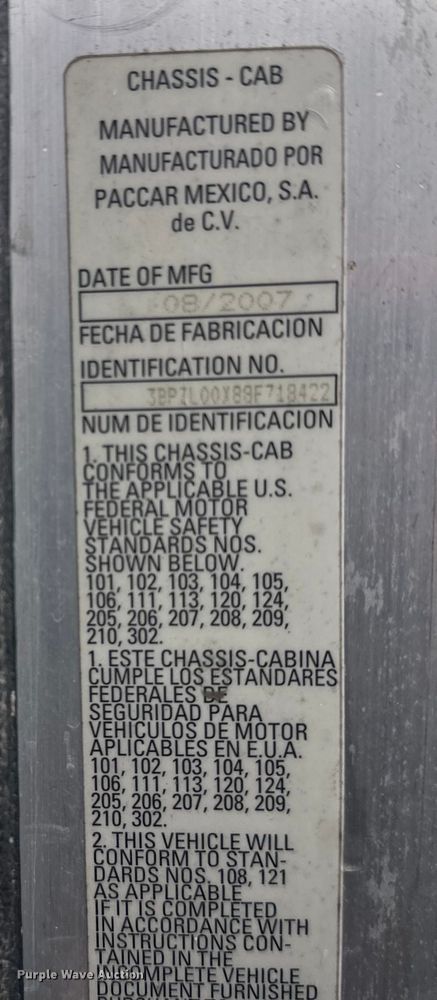 CHASSIS - CAB
MANUFACTURED BY
MANUFACTURADO POR
PACCAR MEXICO, S.A.
de C.V.
DATE OF MFG
08/2007
FECHA DE FABRICACION
IDENTIFICATION NO.
3BPZL00X89F718422
NUM DE IDENTIFICACION
1. THIS CHASSIS-CAB
CONFORMS TO
THE APPLICABLE U.S.
FEDERAL MOTOR
VEHICLE SAFETY
STANDARDS NOS.
SHOWN BELOW.
101, 102, 103, 104, 105,
106, 111, 113, 120, 124,
205, 206, 207, 208, 209,
210, 302.
1. ESTE CHASSIS-CABINA
CUMPLE LOS ESTANDARES
FEDERALES DE
SEGURIDAD PARA
VEHICULOS DE MOTOR
APLICABLES EN E.U.A.
101, 102, 103, 104, 105,
106, 111, 113, 120, 124,
205, 206, 207, 208, 209,
210, 302.
2. THIS VEHICLE WILL
CONFORM TO STAN-
DARDS NOS. 108, 121
AS APPLICABLE
IF IT IS COMPLETED
IN ACCORDANCE WITH
INSTRUCTIONS CON-
TAINED IN THE
INCOMPLETE VEHICLE
DOCUMENT FURNISHED
Purple Wave Auction